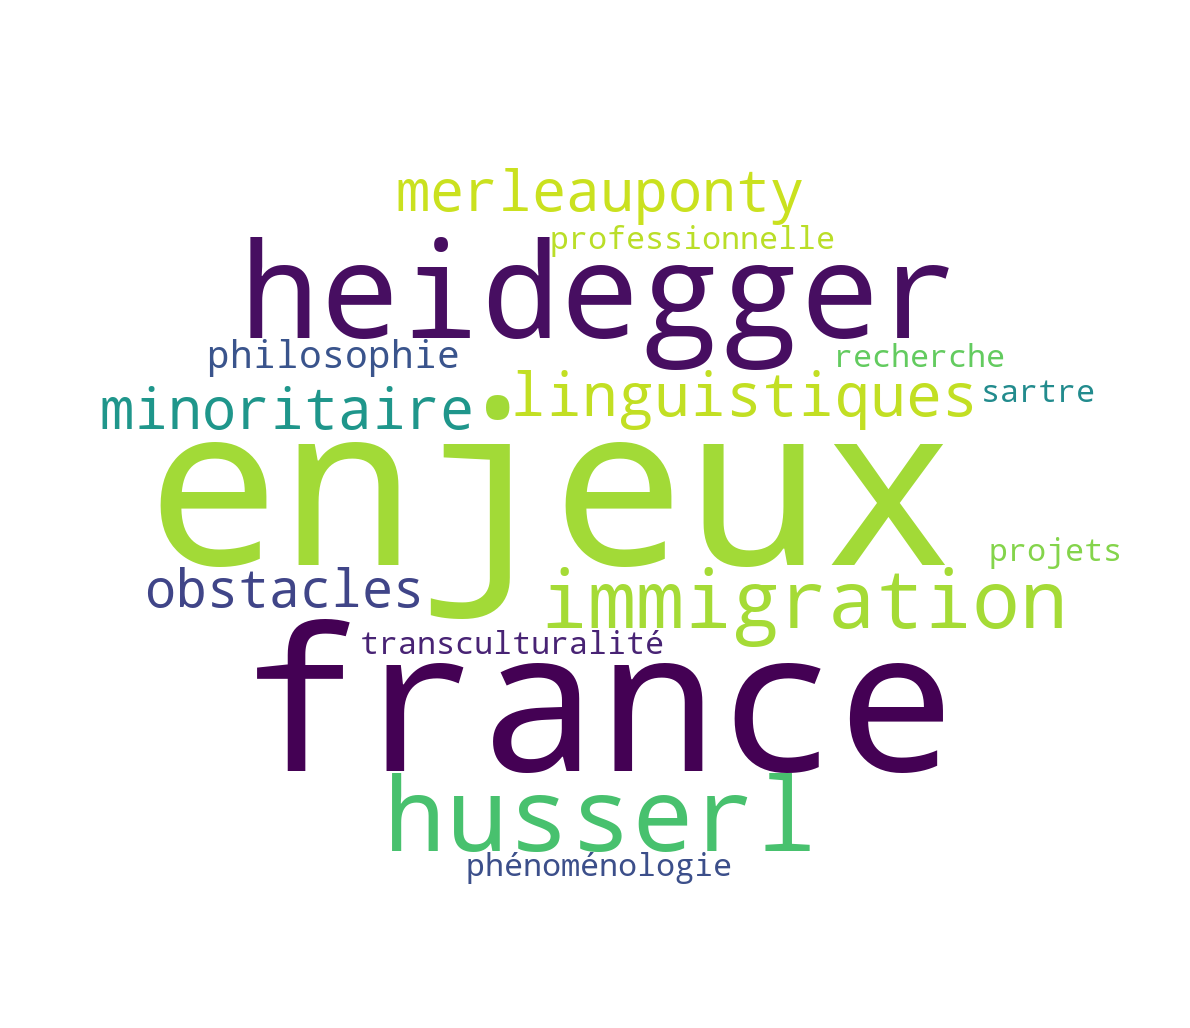 merleauponty
professionnelle
heidegger
philosophie
recherche
minoritaire
linguistiques
sartre
enjeux
projets
obstacles
immigration
transculturalité
france
husserl
phénoménologie